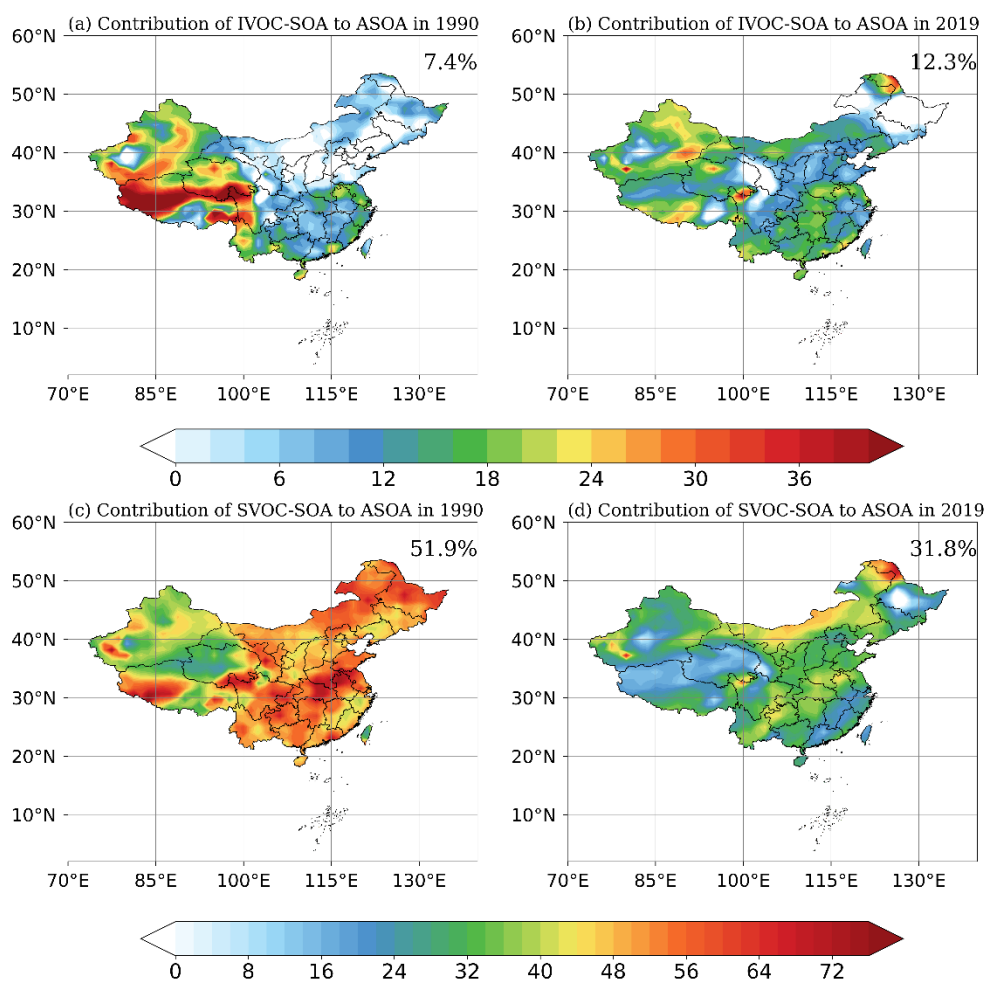 (a) Contribution of IVOC-SOA to ASOA in 1990
(b) Contribution of IVOC-SOA to ASOA in 2019
60°N
7.4%
50°N
40°N
30°N
20°N
10°N
70°E 85°E 100°E 115°E 130°E
60°N
12.3%
50°N
40°N
30°N
20°N
10°N
70°E 85°E 100°E 115°E 130°E
0 6 12 18 24 30 36
(c) Contribution of SVOC-SOA to ASOA in 1990
(d) Contribution of SVOC-SOA to ASOA in 2019
60°N
51.9%
50°N
40°N
30°N
20°N
10°N
70°E 85°E 100°E 115°E 130°E
60°N
31.8%
50°N
40°N
30°N
20°N
10°N
70°E 85°E 100°E 115°E 130°E
0 8 16 24 32 40 48 56 64 72